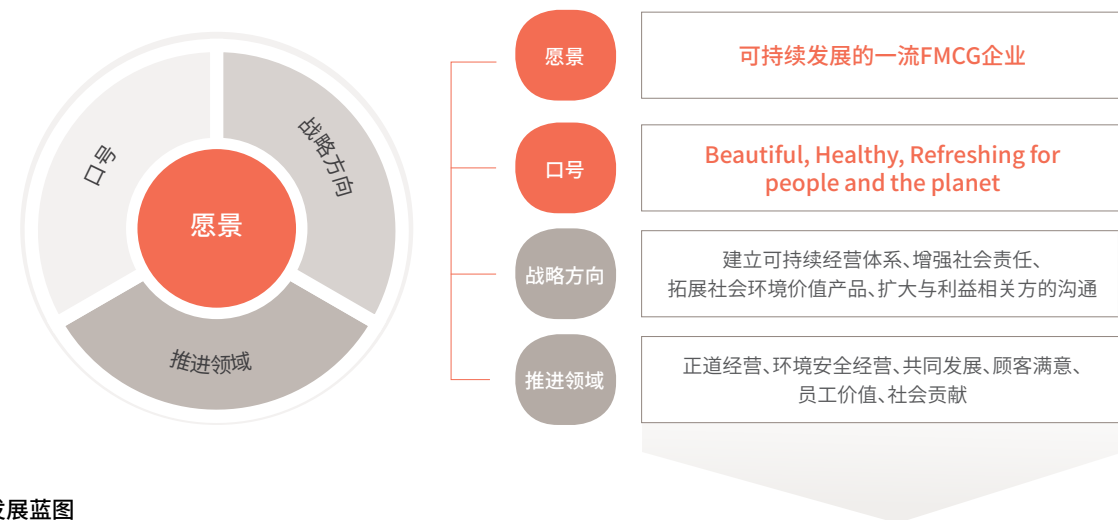 口号
战略方向
愿景
推进领域
愿景
可持续发展的一流FMCG企业
口号
Beautiful, Healthy, Refreshing for
people and the planet
战略方向
建立可持续经营体系、增强社会责任、
拓展社会环境价值产品、扩大与利益相关方的沟通
推进领域
正道经营、环境安全经营、共同发展、顾客满意、
员工价值、社会贡献
发展蓝图